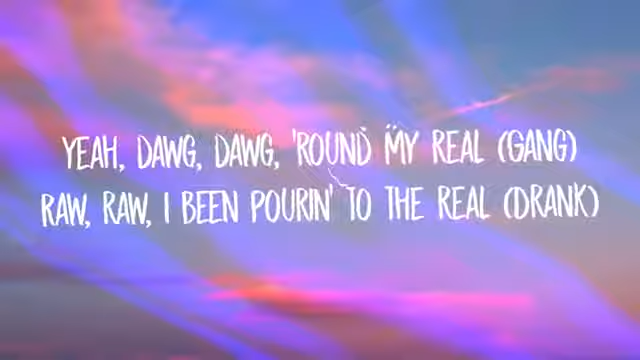 YEAH, DAWG, DAWG, 'ROUND MY REAL (GANG)
RAW, RAW, I BEEN POURIN' TO THE REAL (DRANK)